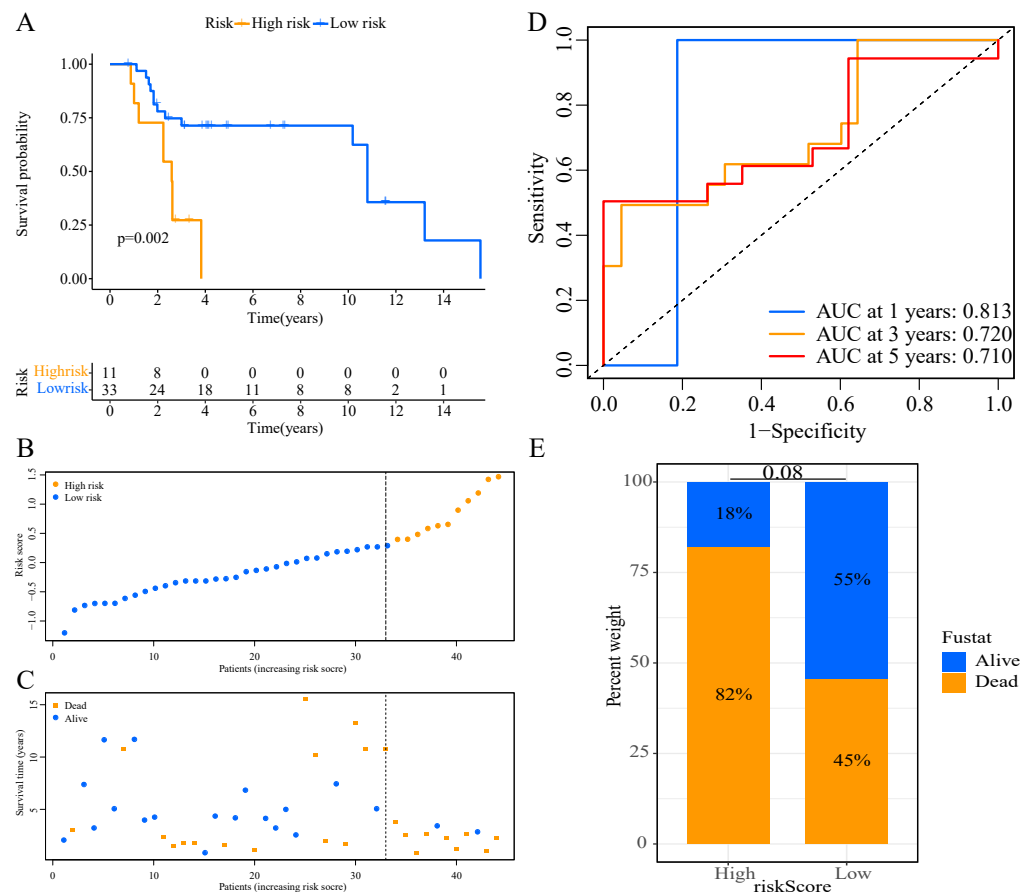 A
Risk High risk Low risk
Survival probability
1.00
0.75
0.50
0.25
0.00
p=0.002
0 2 4 6 8 10 12 14
Time(years)
Risk
Highrisk 11 8 0 0 0 0 0 0
Lowrisk 33 24 18 11 8 8 2 1
0 2 4 6 8 10 12 14
Time(years)
B
Risk score
1.5
1.0
0.5
0.0
−0.5
−1.0
High risk
Low risk
0 10 20 30 40
Patients (increasing risk socre)
C
Survival time (years)
15
10
5
Dead
Alive
0 10 20 30 40
Patients (increasing risk socre)
D
Sensitivity
1.0
0.8
0.6
0.4
0.2
0.0
AUC at 1 years: 0.813
AUC at 3 years: 0.720
AUC at 5 years: 0.710
0.0 0.2 0.4 0.6 0.8 1.0
1−Specificity
E
Percent weight
0.08
100
75
50
25
0
18%
82%
55%
45%
Fustat
Alive
Dead
High Low
riskScore